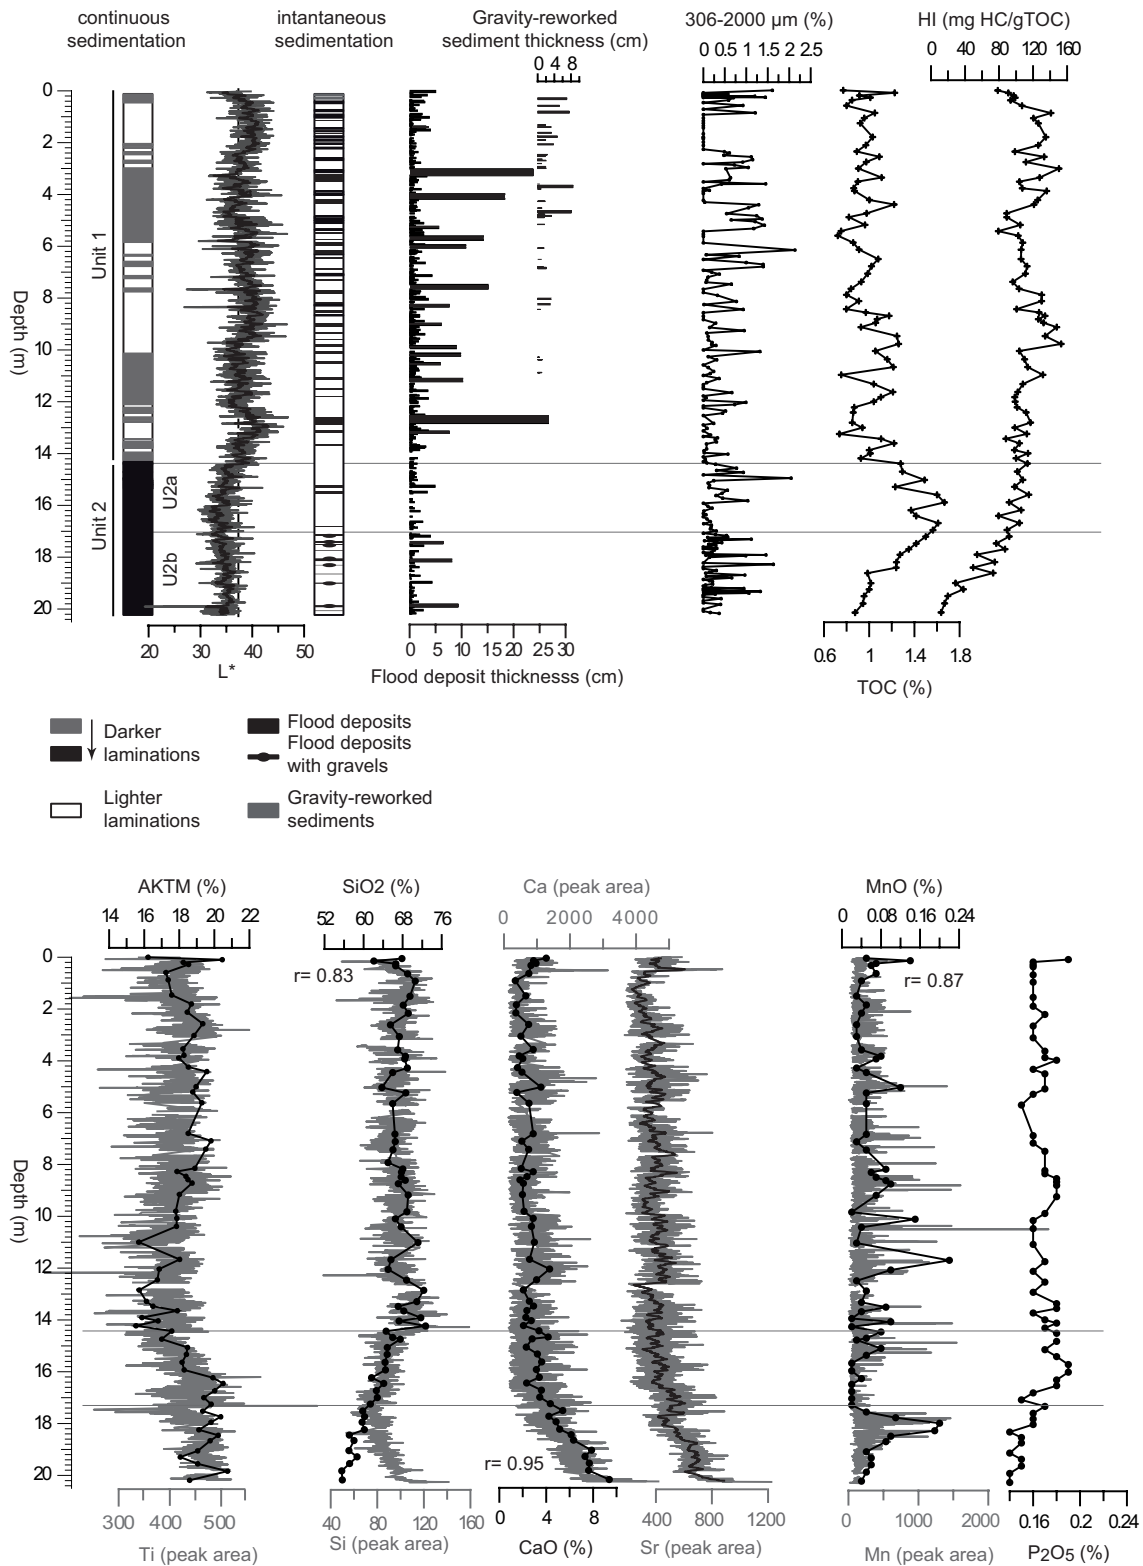 continuous
sedimentation
intantaneous
sedimentation
Gravity-reworked
sediment thickness (cm)
0 4 8
306-2000 µm (%)
0 0.5 1 1.5 2 2.5
HI (mg HC/gTOC)
0 40 80 120 160
0
2
4
6
8
10
12
14
16
18
20
Depth (m)
Unit 1
Unit 2
U2a
U2b
20 30 40 50
L*
0 5 10 15 20 25 30
Flood deposit thicknesss (cm)
0.6 1 1.4 1.8
TOC (%)
Darker
laminations
Lighter
laminations
Flood deposits
Flood deposits
with gravels
Gravity-reworked
sediments
AKTM (%)
14 16 18 20 22
SiO2 (%)
52 60 68 76
Ca (peak area)
0 2000 4000
MnO (%)
0 0.08 0.16 0.24
r= 0.83
r= 0.87
r= 0.95
0
2
4
6
8
10
12
14
16
18
20
Depth (m)
300 400 500
Ti (peak area)
40 80 120 160
Si (peak area)
0 4 8
CaO (%)
400 800 1200
Sr (peak area)
0 1000 2000
Mn (peak area)
0.16 0.2 0.24
P2O5 (%)